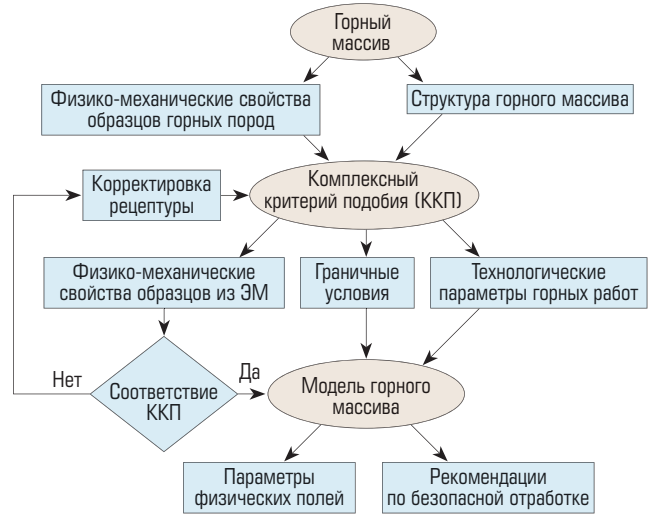 Горный
массив
Физико-механические свойства
образцов горных пород
Структура горного массива
Корректировка
рецептуры
Комплексный
критерий подобия (ККП)
Физико-механические
свойства образцов из ЭМ
Граничные
условия
Технологические
параметры горных работ
Нет
Соответствие
ККП
Да
Модель горного
массива
Параметры
физических полей
Рекомендации
по безопасной отработке